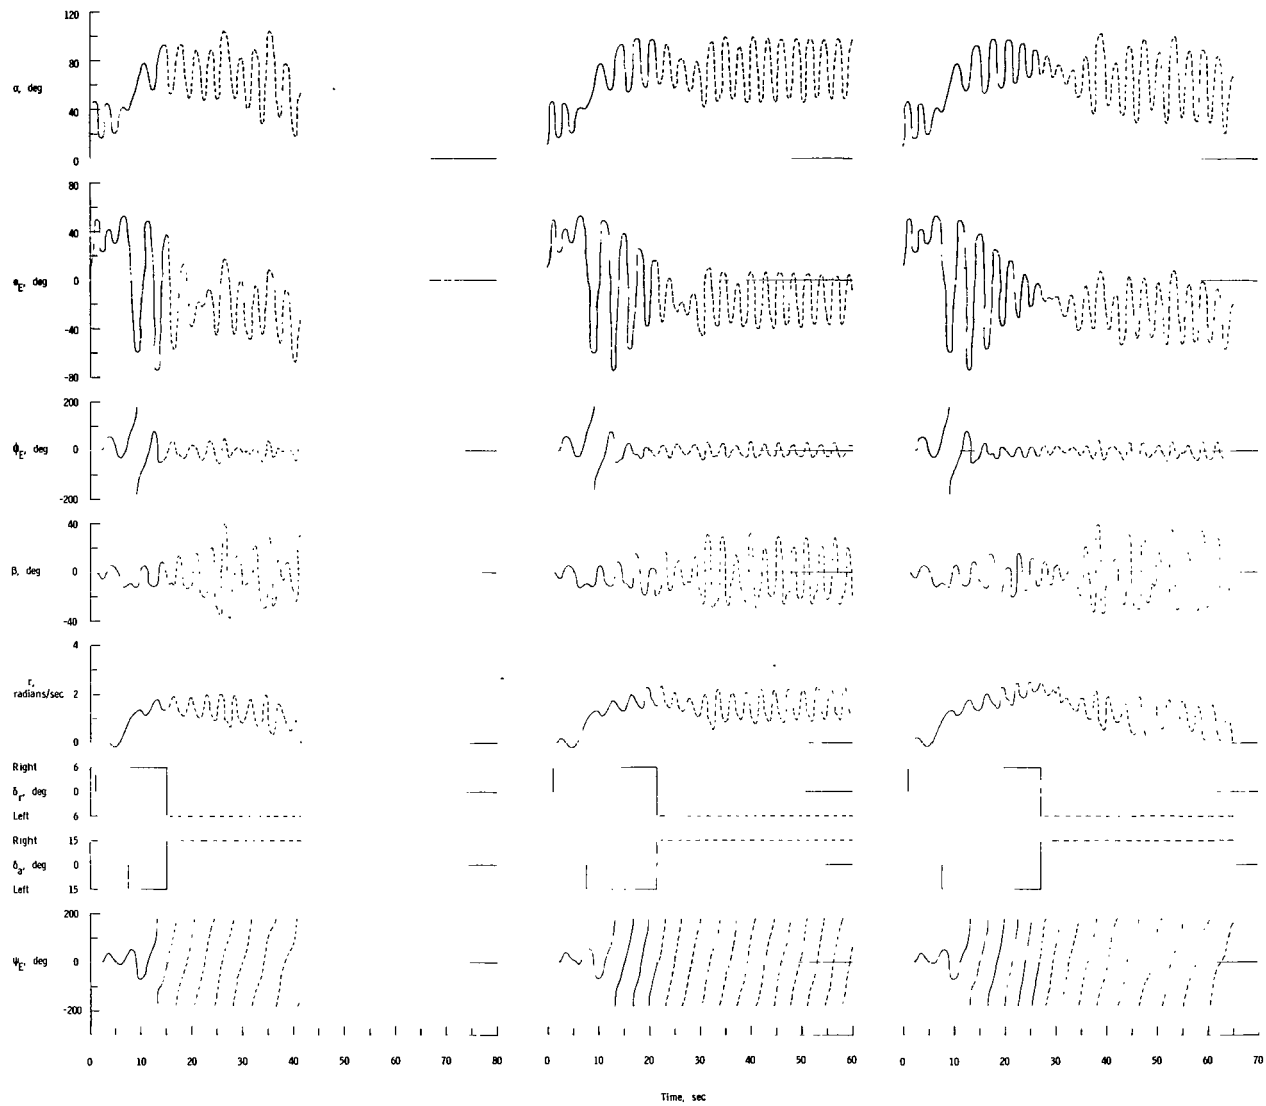 120
80
α, deg
40
0
80
40
θE, deg
0
-40
-80
200
ϕE, deg
0
-200
40
β, deg
0
-40
4
r,
radians/sec
2
0
Right 6
δr, deg 0
Left 6
Right 15
δa, deg 0
Left 15
200
ψE, deg
0
-200
0 10 20 30 40 80 0 10 20 30 40 50 60 0 10 20 30 40 50 60 70
Time, sec